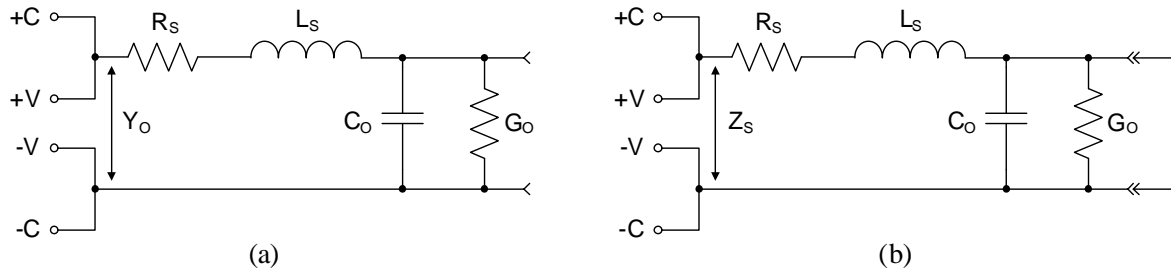 +C
R_S
L_S
+V
Y_O
C_O
G_O
-V
-C
(a)
+C
R_S
L_S
+V
Z_S
C_O
G_O
-V
-C
(b)